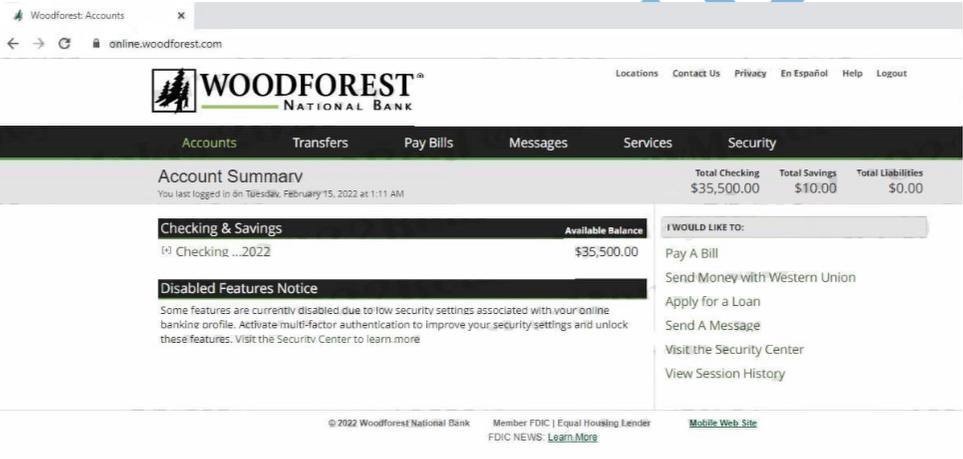 Woodforest: Accounts
online.woodforest.com
WOODFOREST®
NATIONAL BANK
Locations Contact Us Privacy En Español Help Logout
Accounts Transfers Pay Bills Messages Services Security
Account Summary
You last logged in on Tuesday, February 15, 2022 at 1:11 AM
Total Checking Total Savings Total Liabilities
$35,500.00 $10.00 $0.00
Checking & Savings Available Balance
[+] Checking ...2022 $35,500.00
Disabled Features Notice
Some features are currently disabled due to low security settings associated with your online
banking profile. Activate multi-factor authentication to improve your security settings and unlock
these features. Visit the Security Center to learn more
I WOULD LIKE TO:
Pay A Bill
Send Money with Western Union
Apply for a Loan
Send A Message
Visit the Security Center
View Session History
© 2022 Woodforest National Bank Member FDIC | Equal Housing Lender Mobile Web Site
FDIC NEWS: Learn More